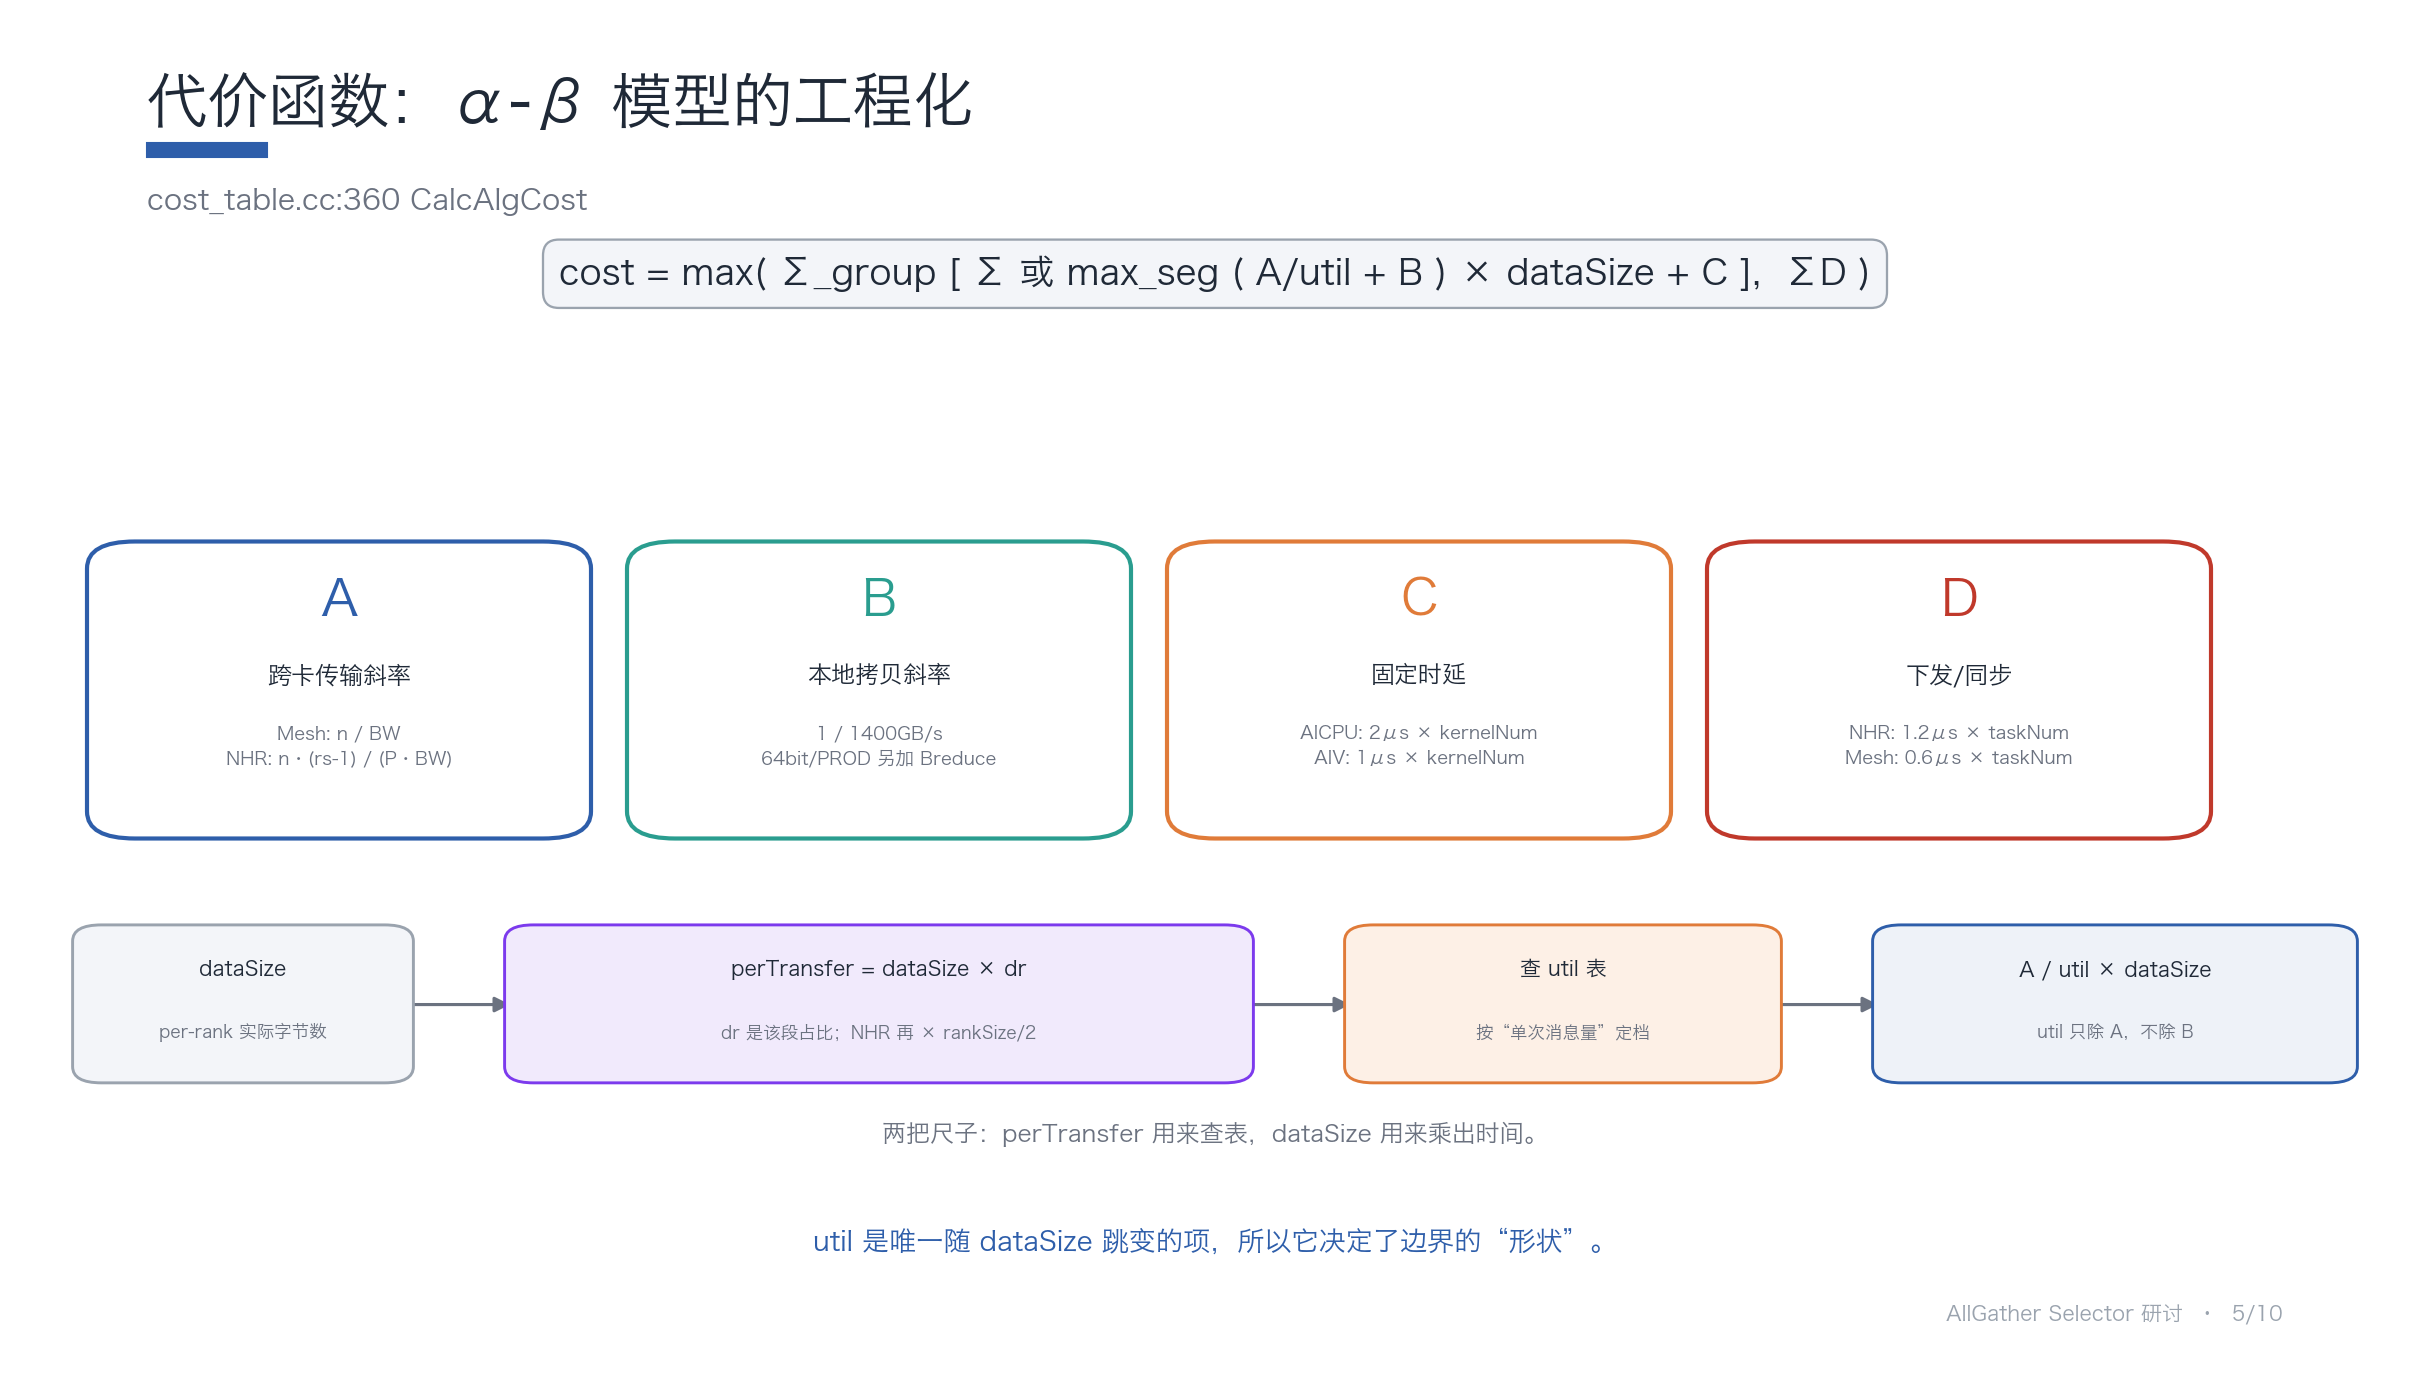 代价函数：α-β 模型的工程化
cost_table.cc:360 CalcAlgCost
cost = max( Σ_group [ Σ 或 max_seg ( A/util + B ) × dataSize + C ], ΣD )
A
跨卡传输斜率
Mesh: n / BW
NHR: n · (rs-1) / (P · BW)
B
本地拷贝斜率
1 / 1400GB/s
64bit/PROD 另加 Breduce
C
固定时延
AICPU: 2μs × kernelNum
AIV: 1μs × kernelNum
D
下发/同步
NHR: 1.2μs × taskNum
Mesh: 0.6μs × taskNum
dataSize
per-rank 实际字节数
perTransfer = dataSize × dr
dr 是该段占比；NHR 再 × rankSize/2
查 util 表
按“单次消息量”定档
A / util × dataSize
util 只除 A，不除 B
两把尺子：perTransfer 用来查表，dataSize 用来乘出时间。
util 是唯一随 dataSize 跳变的项，所以它决定了边界的“形状”。
AllGather Selector 研讨 · 5/10